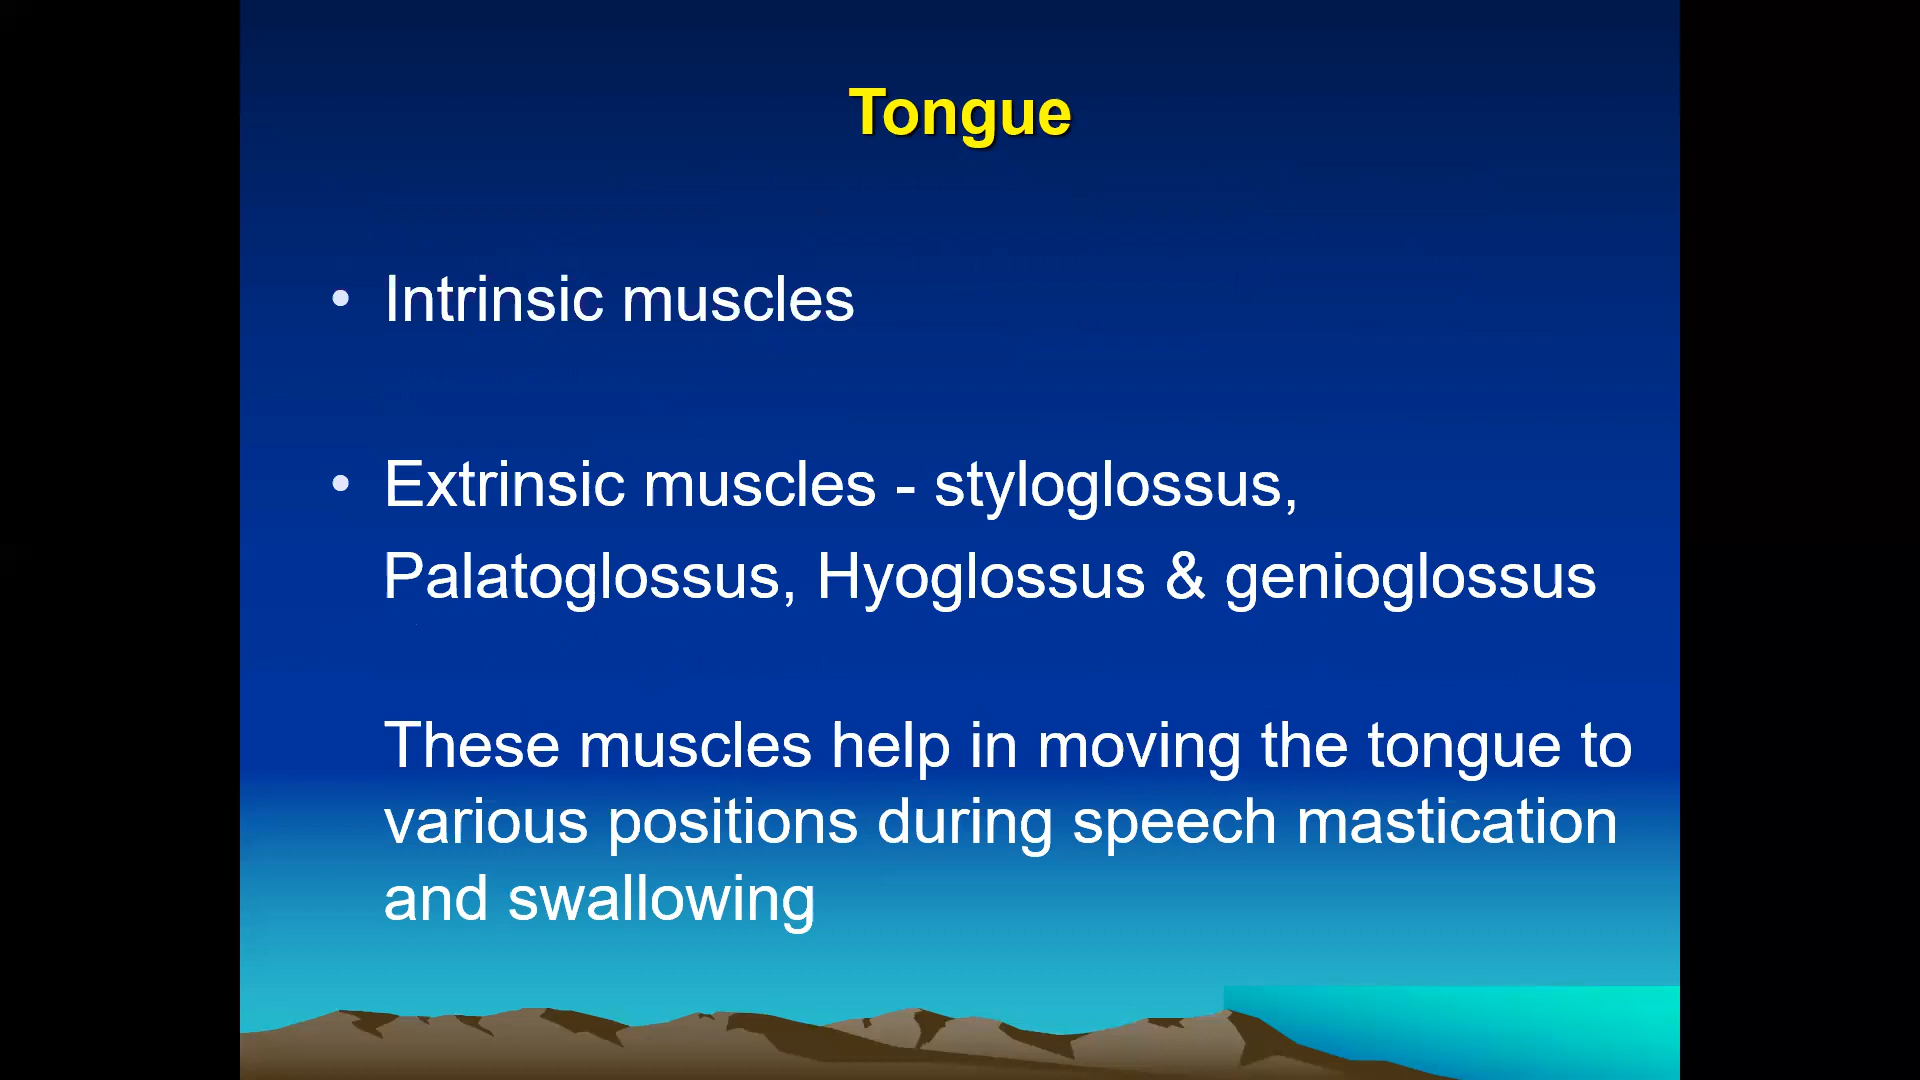 Tongue
• Intrinsic muscles
• Extrinsic muscles - styloglossus,
Palatoglossus, Hyoglossus & genioglossus
These muscles help in moving the tongue to
various positions during speech mastication
and swallowing